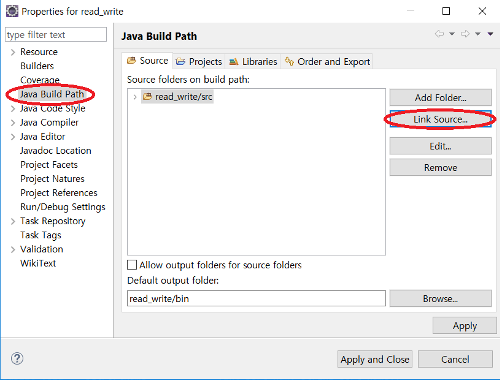 Properties for read_write
type filter text
Java Build Path
Resource
Builders
Coverage
Java Build Path
Java Code Style
Java Compiler
Java Editor
Javadoc Location
Project Facets
Project Natures
Project References
Run/Debug Settings
Task Repository
Task Tags
Validation
WikiText
Source Projects Libraries Order and Export
Source folders on build path:
read_write/src
Add Folder...
Link Source...
Edit...
Remove
Allow output folders for source folders
Default output folder:
read_write/bin Browse...
Apply
? Apply and Close Cancel